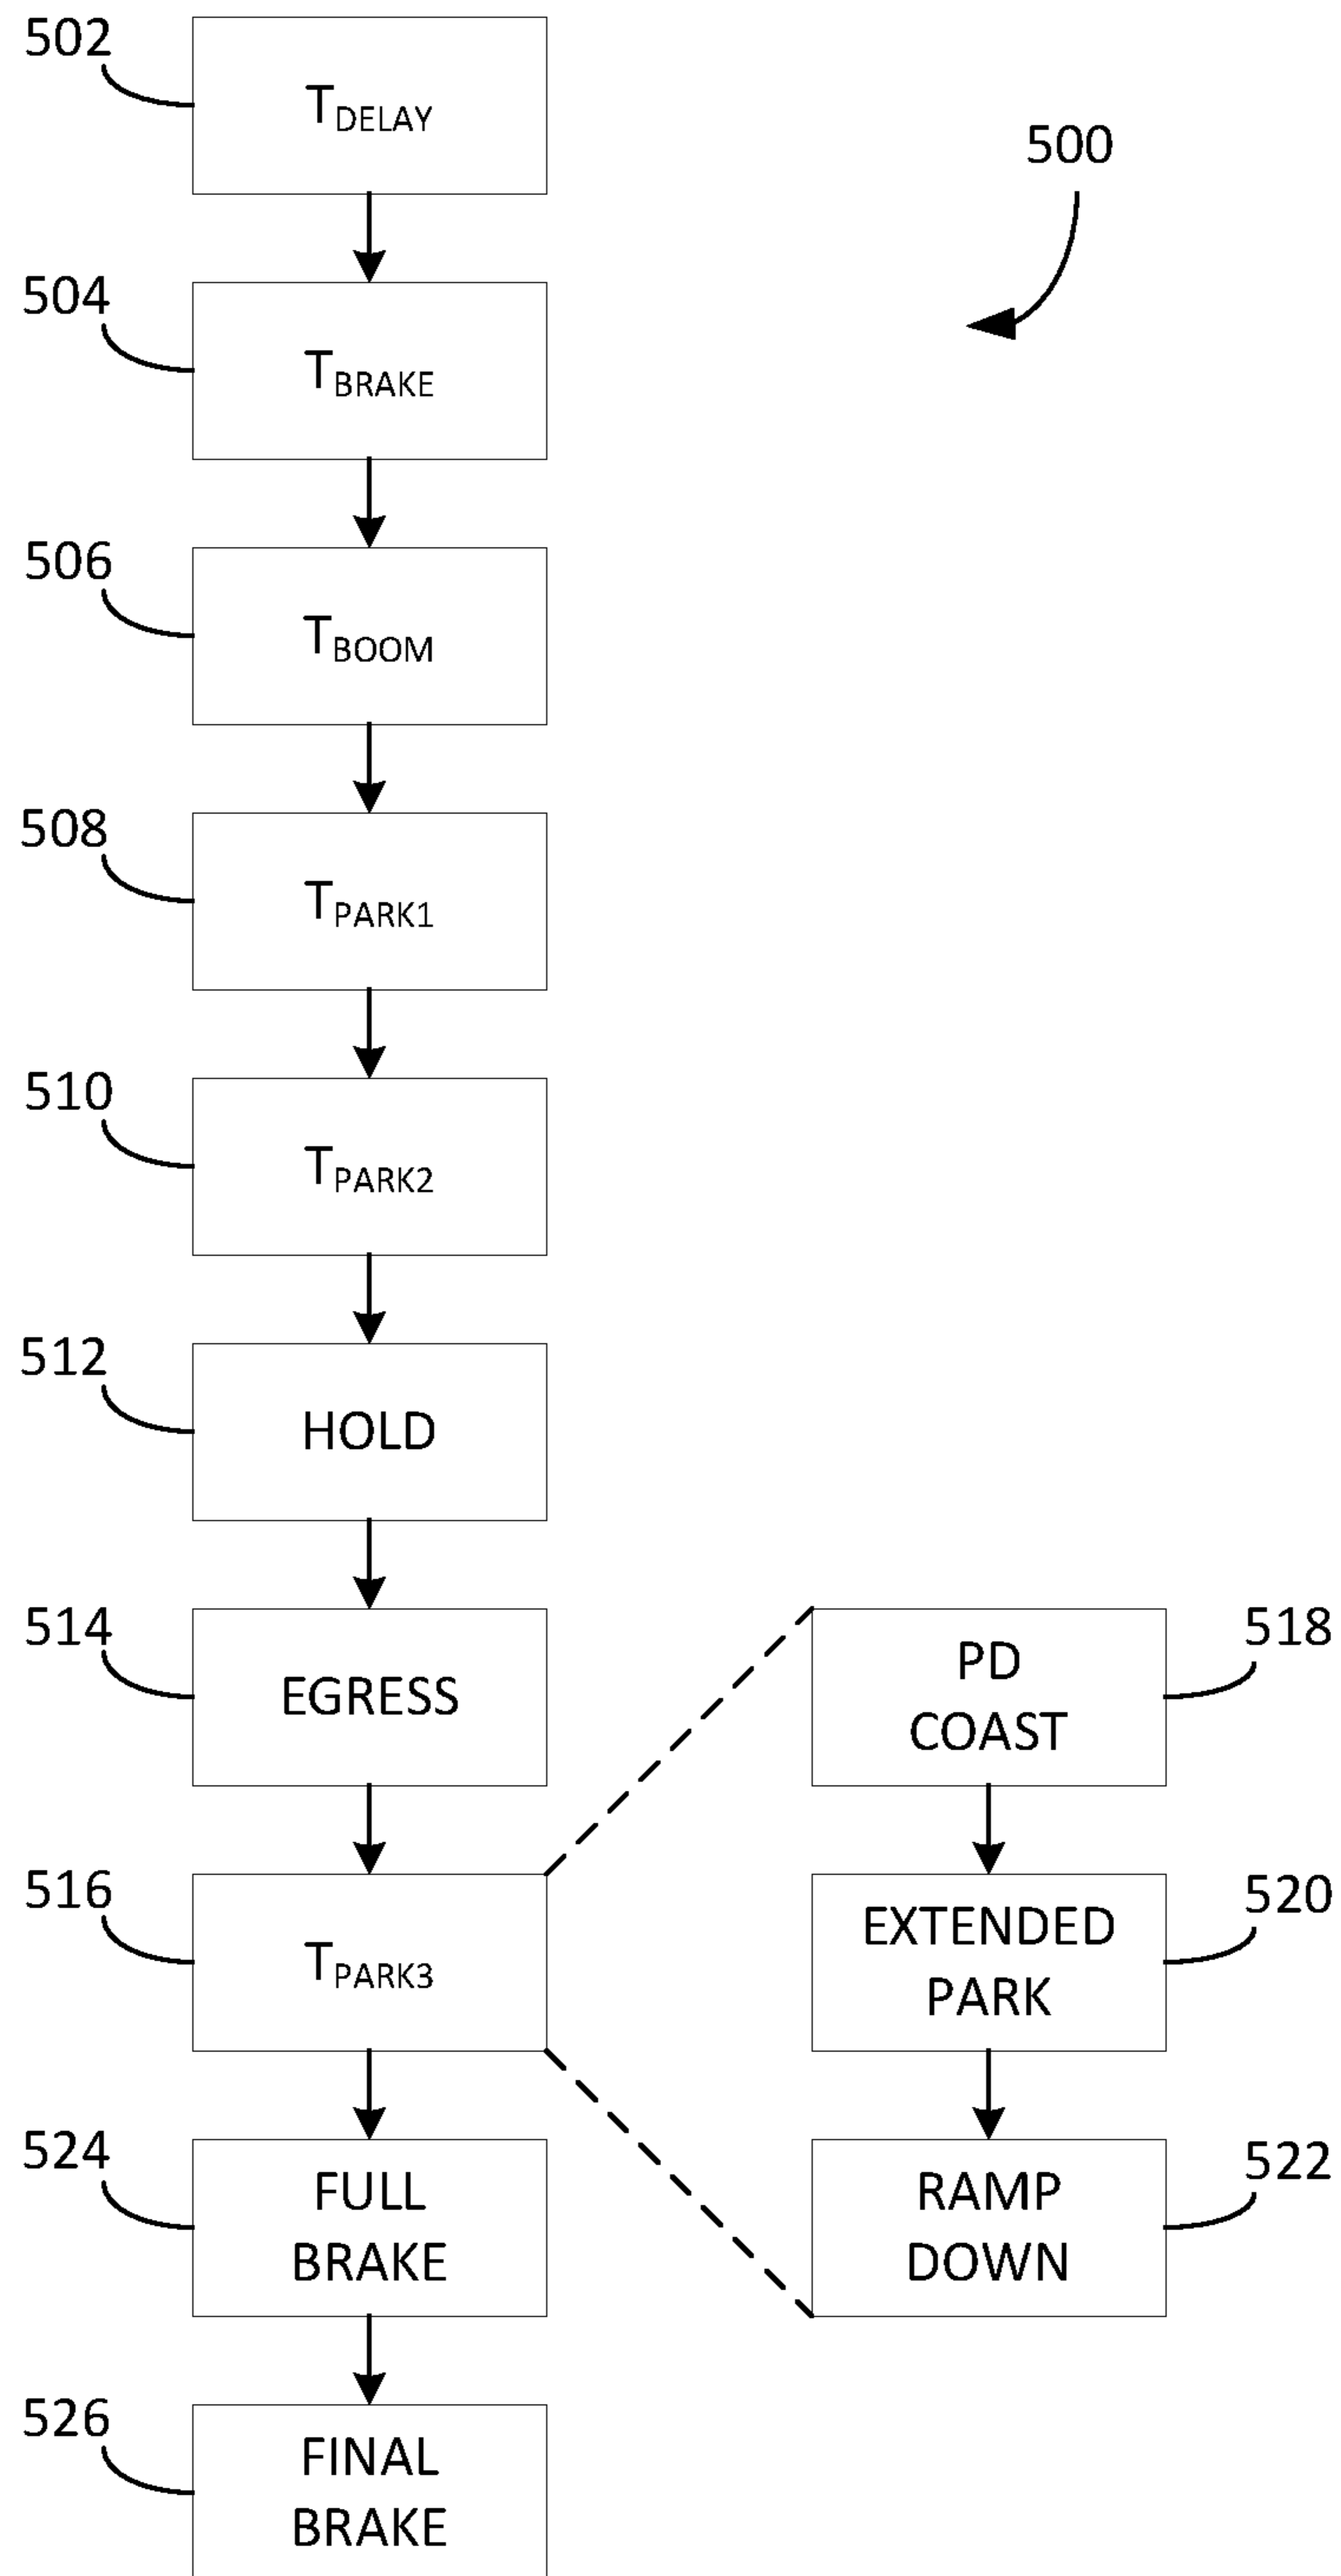 502
T_DELAY
500
504
T_BRAKE
506
T_BOOM
508
T_PARK1
510
T_PARK2
512
HOLD
514
EGRESS
516
T_PARK3
518
PD
COAST
520
EXTENDED
PARK
522
RAMP
DOWN
524
FULL
BRAKE
526
FINAL
BRAKE